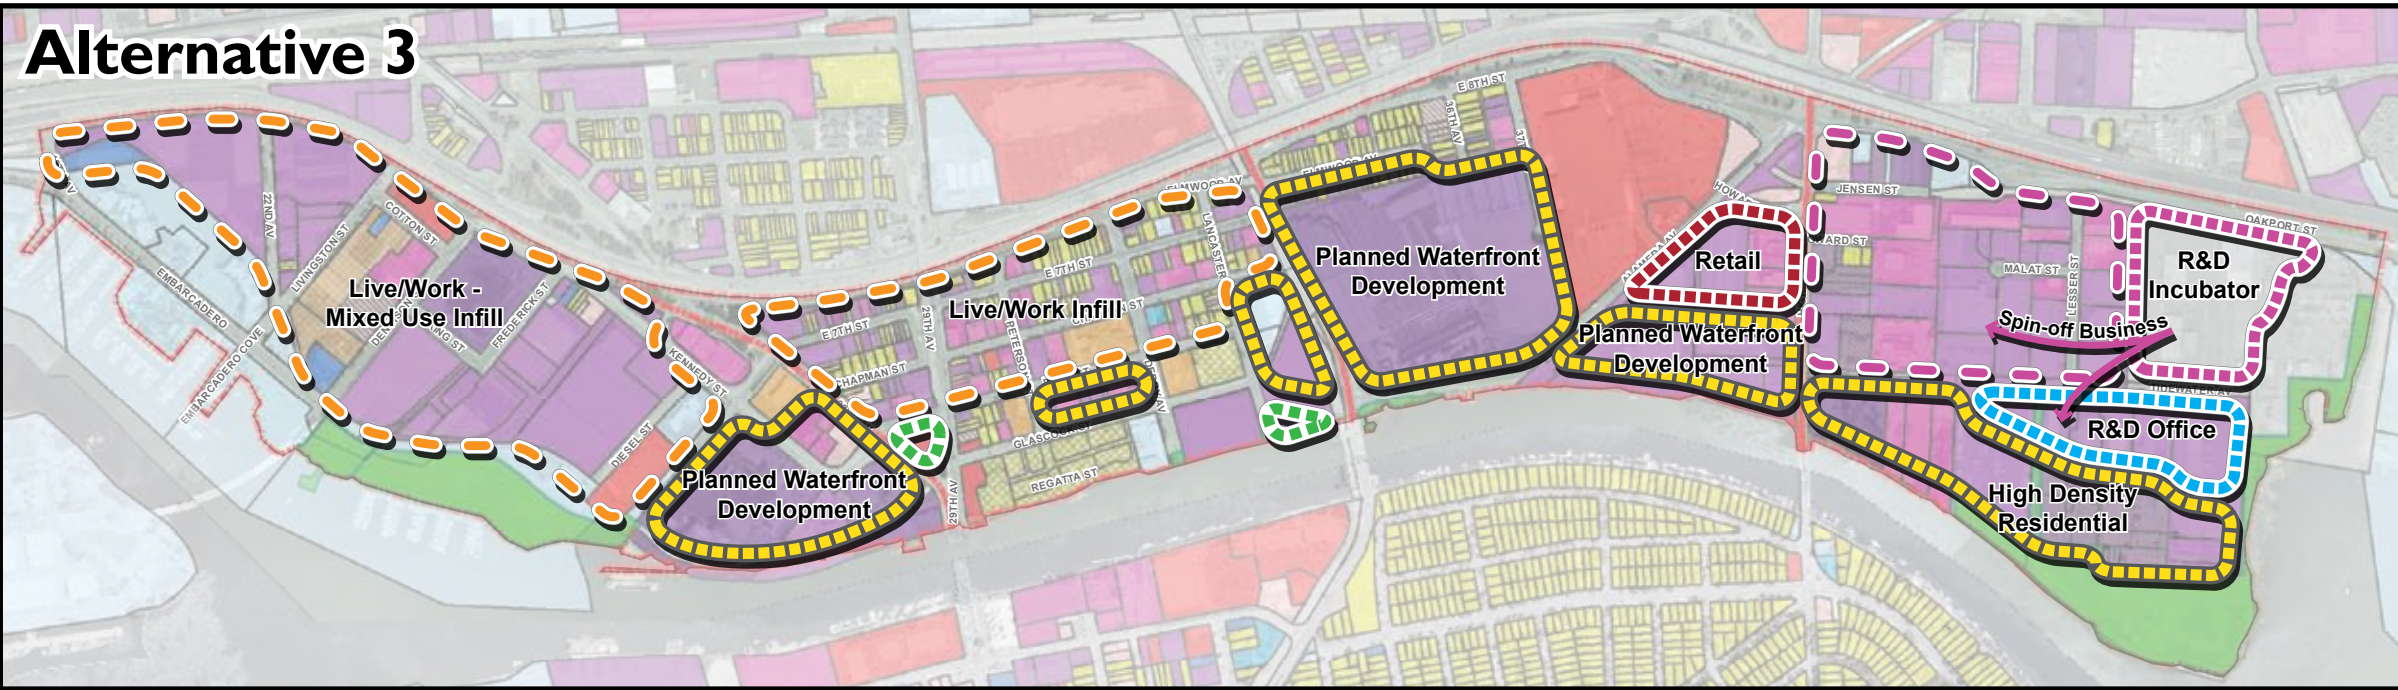 Alternative 3
E 8TH ST
36TH AV
ELMWOOD AV
JENSEN ST
OAKPORT ST
22ND AV
LIVINGSTON ST
COTTON ST
EMBARCADERO
EMBARCADERO COVE
FREDERICK ST
Live/Work -
Mixed Use Infill
KENNEDY ST
DIESEL ST
E 7TH ST
E 7TH ST
LANCASTER
29TH AV
Live/Work Infill
CHAPMAN ST
REGATTA ST
29TH AV
Planned Waterfront
Development
Planned Waterfront
Development
Retail
Planned Waterfront
Development
MALAT ST
LESSER ST
R&D
Incubator
Spin-off Business
TIDEWATER AV
R&D Office
High Density
Residential